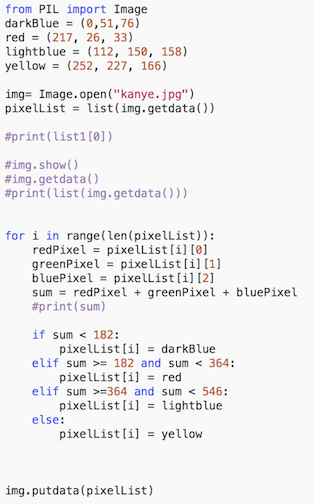 from PIL import Image
darkBlue = (0,51,76)
red = (217, 26, 33)
lightblue = (112, 150, 158)
yellow = (252, 227, 166)
img= Image.open("kanye.jpg")
pixelList = list(img.getdata())
#print(list1[0])
#img.show()
#img.getdata()
#print(list(img.getdata()))
for i in range(len(pixelList)):
    redPixel = pixelList[i][0]
    greenPixel = pixelList[i][1]
    bluePixel = pixelList[i][2]
    sum = redPixel + greenPixel + bluePixel
    #print(sum)
    if sum < 182:
        pixelList[i] = darkBlue
    elif sum >= 182 and sum < 364:
        pixelList[i] = red
    elif sum >=364 and sum < 546:
        pixelList[i] = lightblue
    else:
        pixelList[i] = yellow
img.putdata(pixelList)